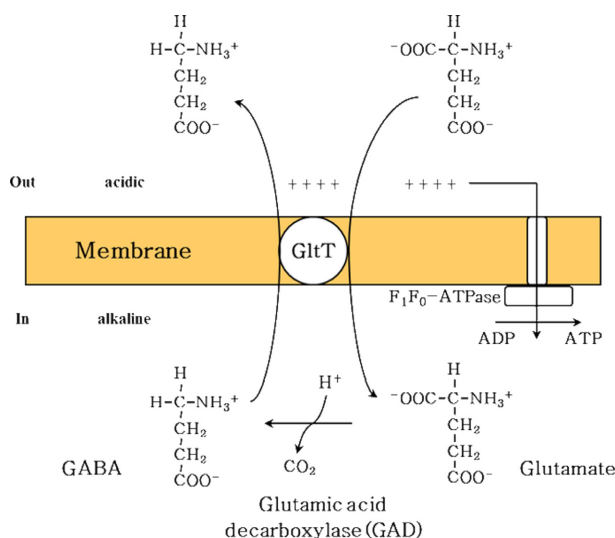 H
H-C-NH₃⁺
CH₂
CH₂
COO⁻
H
⁻OOC-C-NH₃⁺
CH₂
CH₂
COO⁻
Out acidic
++++ ++++
Membrane
GltT
F₁F₀-ATPase
In alkaline
ADP ATP
H
H-C-NH₃⁺
CH₂
CH₂
COO⁻
GABA
H⁺
CO₂
H
⁻OOC-C-NH₃⁺
CH₂
CH₂
COO⁻
Glutamate
Glutamic acid
decarboxylase(GAD)